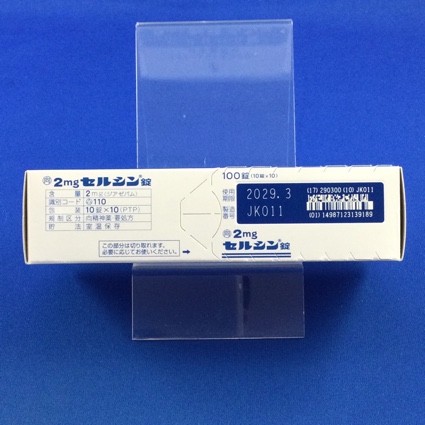 向 2mg セルシン®錠
含 量 2mg(ジアゼパム)
識別コード 110
包 装 10錠×10(PTP)
規制区分 向精神薬 要処方
貯 法 室温保存
この部分は切り取れます。
必要に応じてお使いください。
100錠(10錠×10)
使用
期限 2029.3
製造
番号 JK011
(17) 290300 (10) JK011
(01) 14987123139189
向 2mg
セルシン®錠